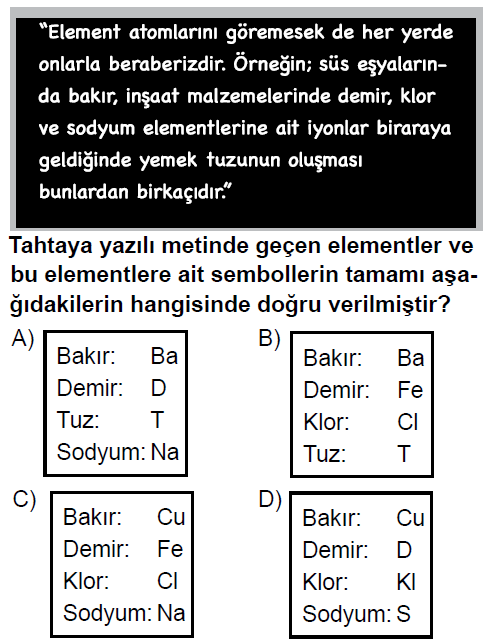 "Element atomlarını göremesek de her yerde
onlarla beraberizdir. Örneğin; süs eşyaların-
da bakır, inşaat malzemelerinde demir, klor
ve sodyum elementlerine ait iyonlar biraraya
geldiğinde yemek tuzunun oluşması
bunlardan birkaçıdır."
Tahtaya yazılı metinde geçen elementler ve
bu elementlere ait sembollerin tamamı aşa-
ğıdakilerin hangisinde doğru verilmiştir?
A)
Bakır: Ba
Demir: D
Tuz: T
Sodyum: Na
B)
Bakır: Ba
Demir: Fe
Klor: Cl
Tuz: T
C)
Bakır: Cu
Demir: Fe
Klor: Cl
Sodyum: Na
D)
Bakır: Cu
Demir: D
Klor: Kl
Sodyum: S